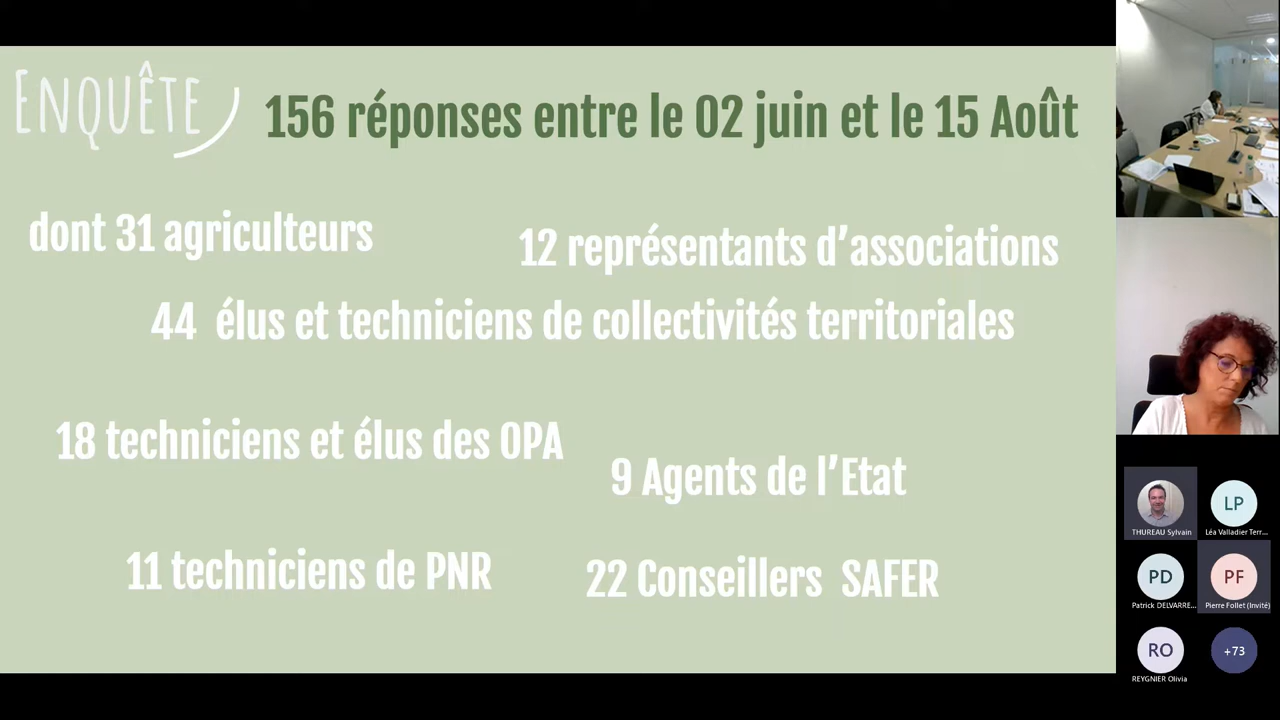 ENQUÊTE
156 réponses entre le 02 juin et le 15 Août
dont 31 agriculteurs
12 représentants d’associations
44 élus et techniciens de collectivités territoriales
18 techniciens et élus des OPA
9 Agents de l’Etat
11 techniciens de PNR
22 Conseillers SAFER
THUREAU Sylvain
LP
Léa Valladier Terr...
PD
Patrick DELVARRE...
PF
Pierre Follet (Invité)
RO
REYGNIER Olivia
+73